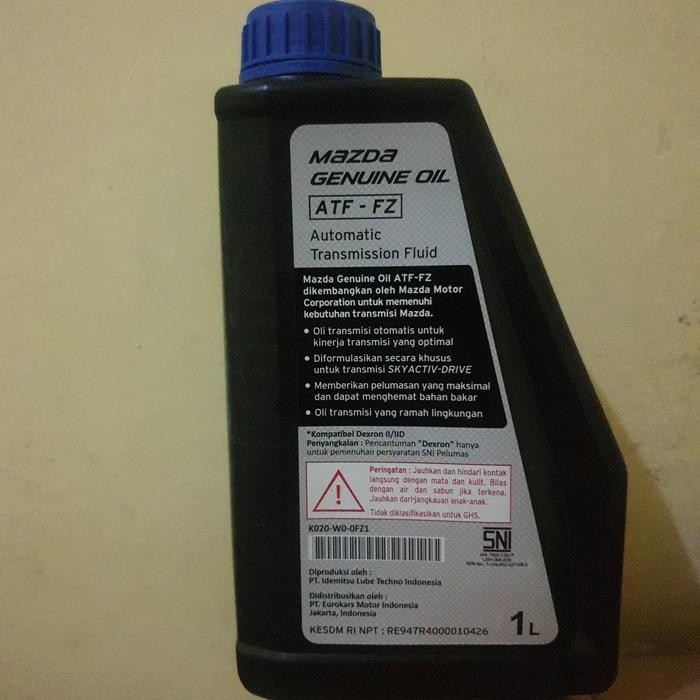 mazda
GENUINE OIL
ATF - FZ
Automatic
Transmission Fluid
Mazda Genuine Oil ATF-FZ
dikembangkan oleh Mazda Motor
Corporation untuk memenuhi
kebutuhan transmisi Mazda.
• Oli transmisi otomatis untuk
kinerja transmisi yang optimal
• Diformulasikan secara khusus
untuk transmisi SKYACTIV-DRIVE
• Memberikan pelumasan yang maksimal
dan dapat menghemat bahan bakar
• Oli transmisi yang ramah lingkungan
*Kompatibel Dexron II/IID
Penyangkalan : Pencantuman "Dexron" hanya
untuk pemenuhan persyaratan SNI Pelumas
Peringatan : Jauhkan dan hindari kontak
langsung dengan mata dan kulit. Bilas
dengan air dan sabun jika terkena.
Jauhkan darijangkauan anak-anak.
Tidak diklasifikasikan untuk GHS.
K020-W0-0FZ1
SNI
Diproduksi oleh :
PT. Idemitsu Lube Techno Indonesia
Didistribusikan oleh :
PT. Eurokars Motor Indonesia
Jakarta, Indonesia
KESDM RI NPT : RE947R4000010426
1 L